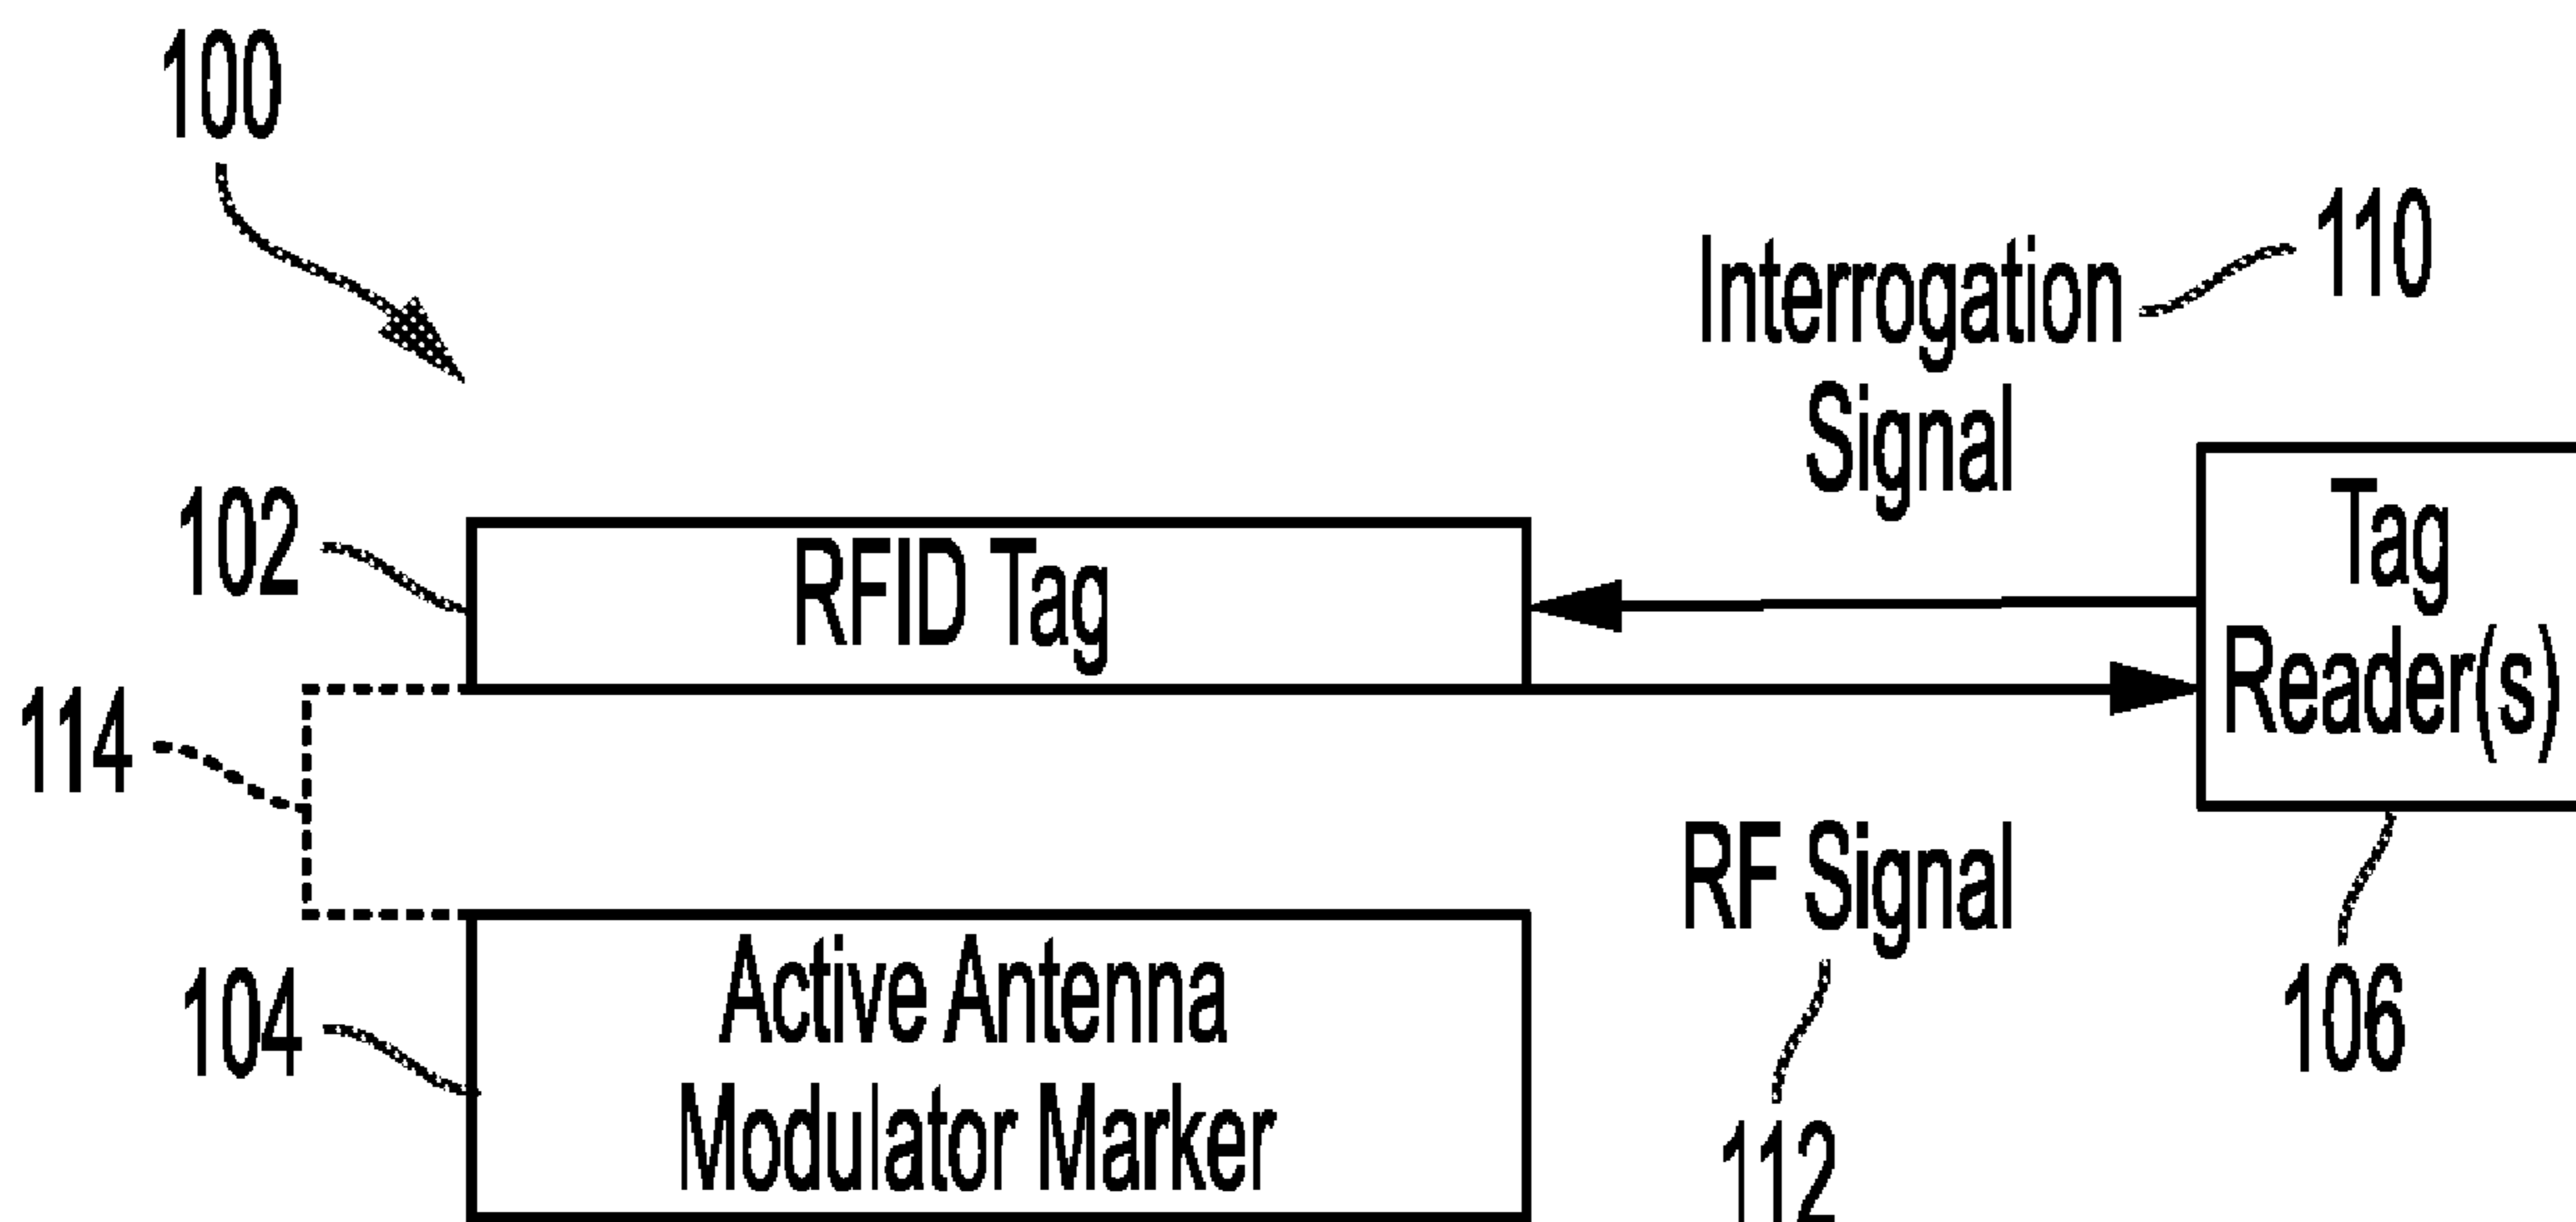 100
Interrogation
Signal
110
102
RFID Tag
Tag
Reader(s)
114
RF Signal
104
Active Antenna
Modulator Marker
106
112